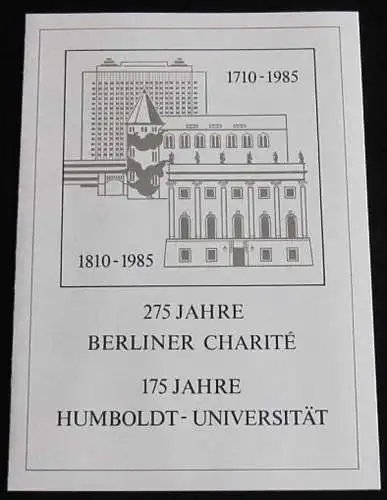 1710-1985
1810-1985
275 JAHRE
BERLINER CHARITÉ
175 JAHRE
HUMBOLDT-UNIVERSITÄT